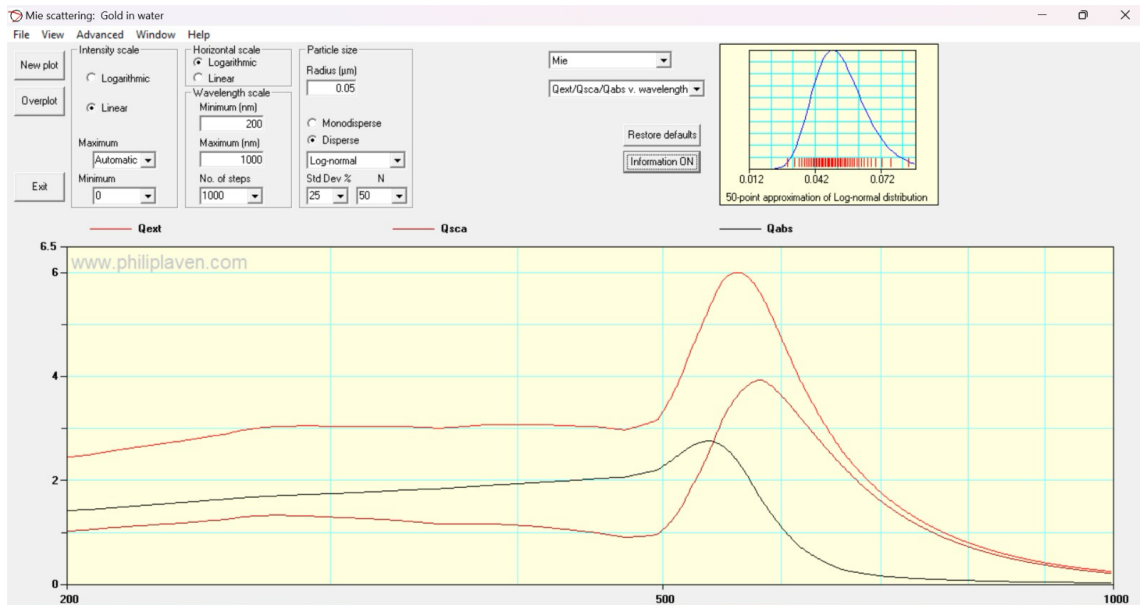 Mie scattering: Gold in water
File View Advanced Window Help
New plot
Overplot
Exit
Intensity scale
Logarithmic
Linear
Maximum
Automatic
Minimum
0
Horizontal scale
Logarithmic
Linear
Wavelength scale
Minimum (nm)
200
Maximum (nm)
1000
No. of steps
1000
Particle size
Radius (µm)
0.05
Monodisperse
Disperse
Log-normal
Std Dev % N
25 50
Mie
Qext/Qsca/Qabs v. wavelength
Restore defaults
Information ON
0.012 0.042 0.072
50-point approximation of Log-normal distribution
Qext Qsca Qabs
www.philiplaven.com
6.5
6
4
2
0
200 500 1000